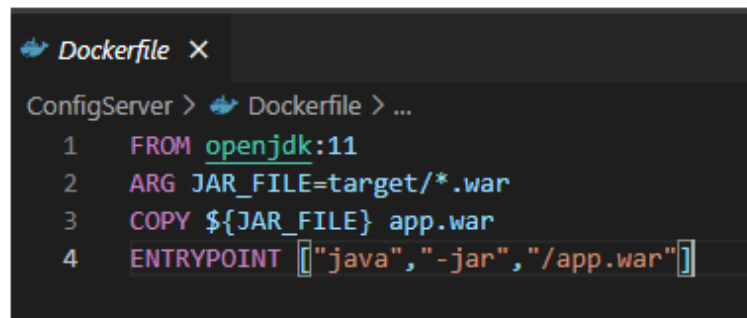 Dockerfile ×
ConfigServer > Dockerfile > ...
1 FROM openjdk:11
2 ARG JAR_FILE=target/*.war
3 COPY ${JAR_FILE} app.war
4 ENTRYPOINT ["java","-jar","/app.war"]